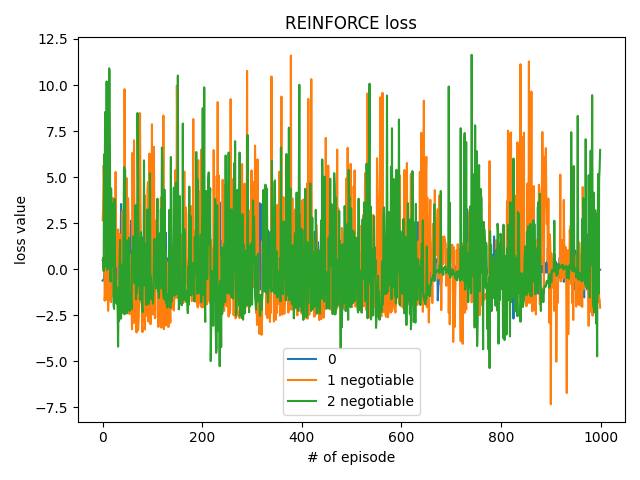 REINFORCE loss
12.5
10.0
7.5
5.0
2.5
0.0
−2.5
−5.0
−7.5
loss value
0
1 negotiable
2 negotiable
0 200 400 600 800 1000
# of episode